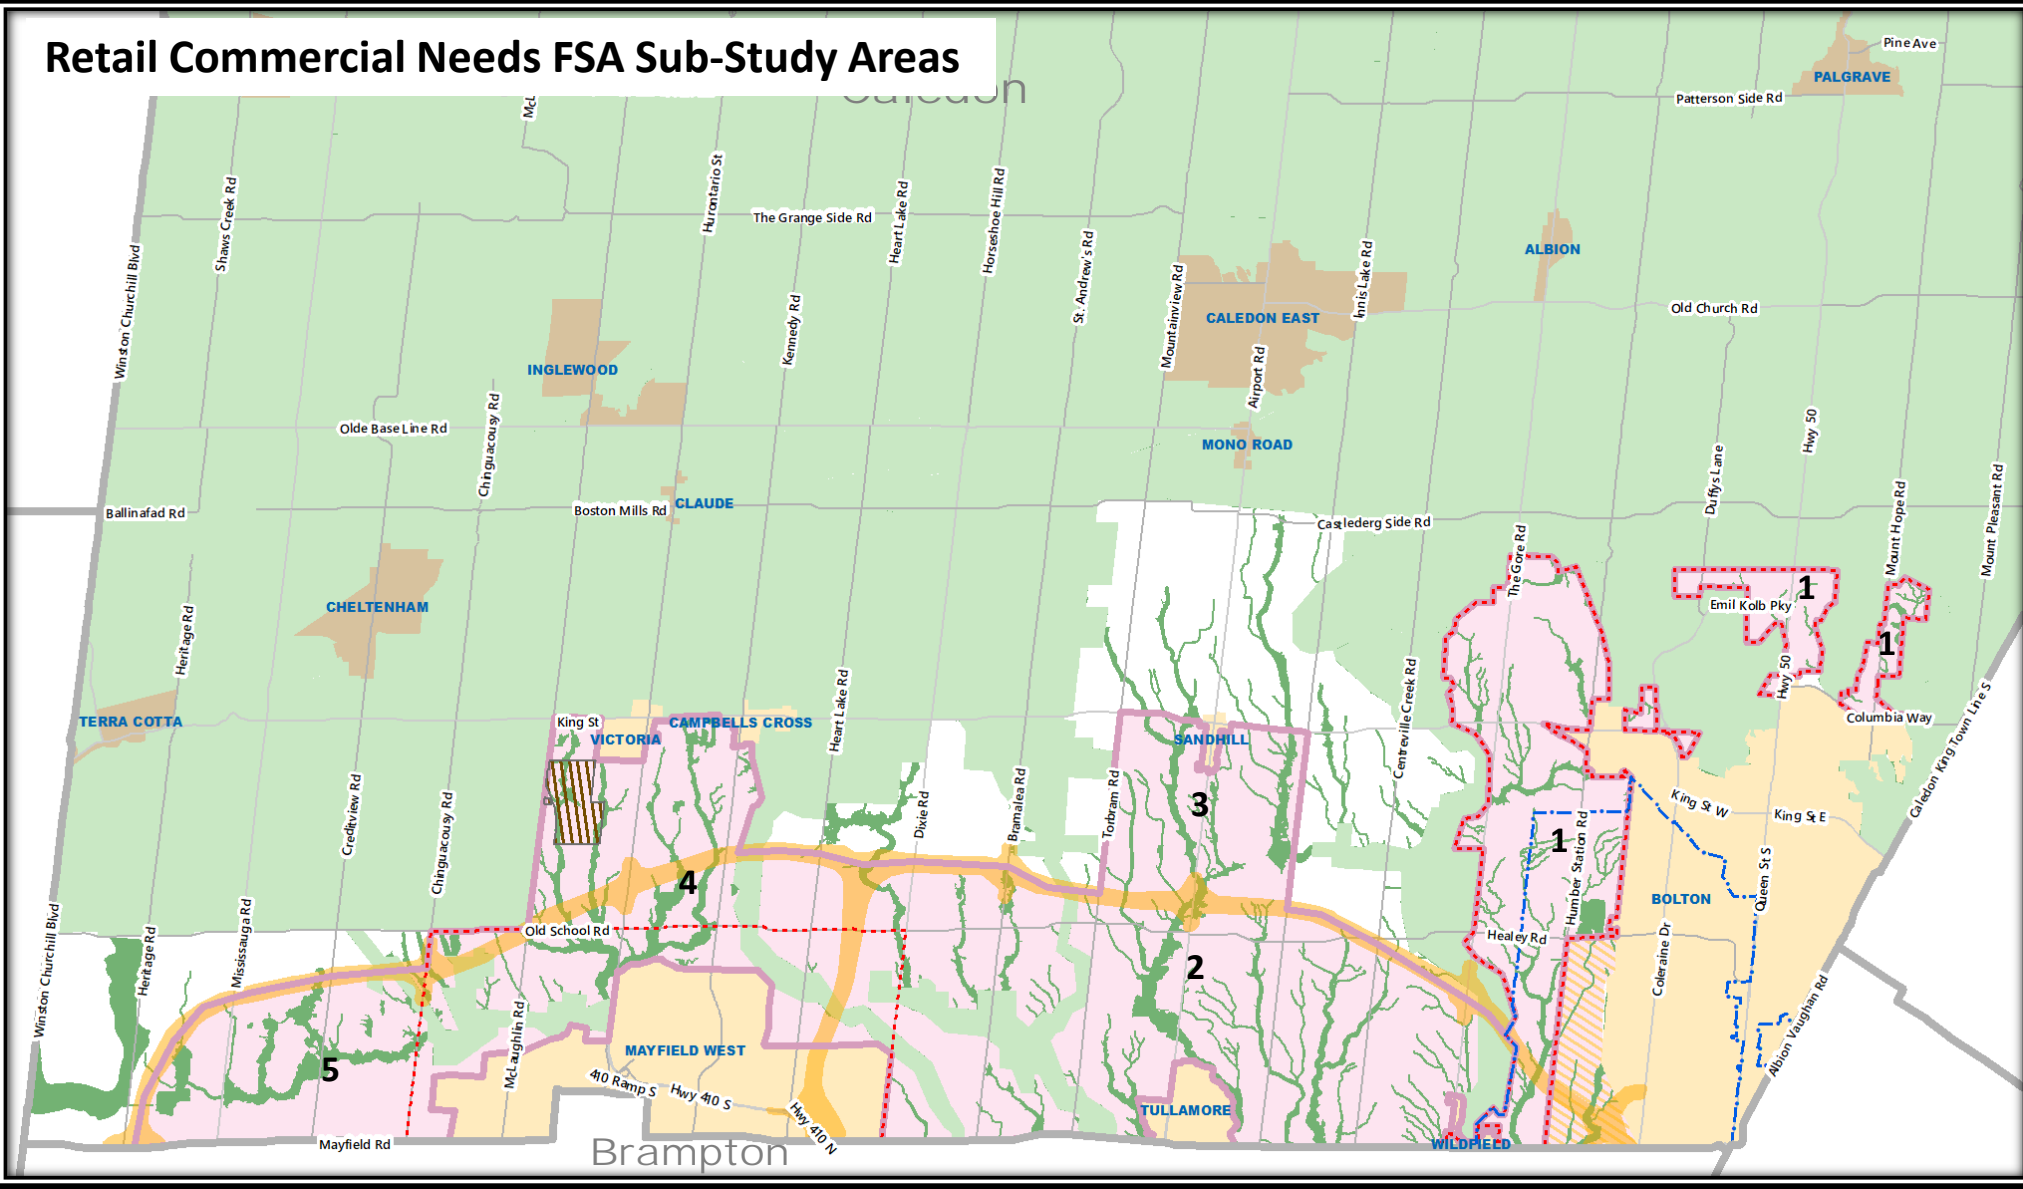 Retail Commercial Needs FSA Sub-Study Areas
Caledon
Pine Ave
PALGRAVE
Patterson Side Rd
McL
Shaws Creek Rd
Hurontario St
The Grange Side Rd
Heart Lake Rd
Horseshoe Hill Rd
St. Andrew's Rd
Mountainview Rd
Innis Lake Rd
ALBION
Winston Churchill Blvd
Kennedy Rd
CALEDON EAST
Old Church Rd
INGLEWOOD
Airport Rd
Olde Base Line Rd
Chinguacousy Rd
MONO ROAD
Hwy 50
Duffys Lane
Mount Hope Rd
Mount Pleasant Rd
Ballinafad Rd
Boston Mills Rd
CLAUDE
Castlederg Side Rd
The Gore Rd
1
Emil Kolb Pky
1
CHELTENHAM
Heritage Rd
Heart Lake Rd
Centreville Creek Rd
Hwy 50
TERRA COTTA
King St
VICTORIA
CAMPBELLS CROSS
SANDHILL
Columbia Way
Caledon King Town Line S
Creditview Rd
Chinguacousy Rd
Dixie Rd
Bramalea Rd
Torbram Rd
3
King St W
King St E
1
Humber Station Rd
4
Queen St S
BOLTON
Winston Churchill Blvd
Heritage Rd
Mississauga Rd
Old School Rd
Healey Rd
Coleraine Dr
2
McLaughlin Rd
MAYFIELD WEST
Albion Vaughan Rd
5
410 Ramp S
Hwy 410 S
Hwy 410 N
TULLAMORE
WILDFIELD
Mayfield Rd
Brampton